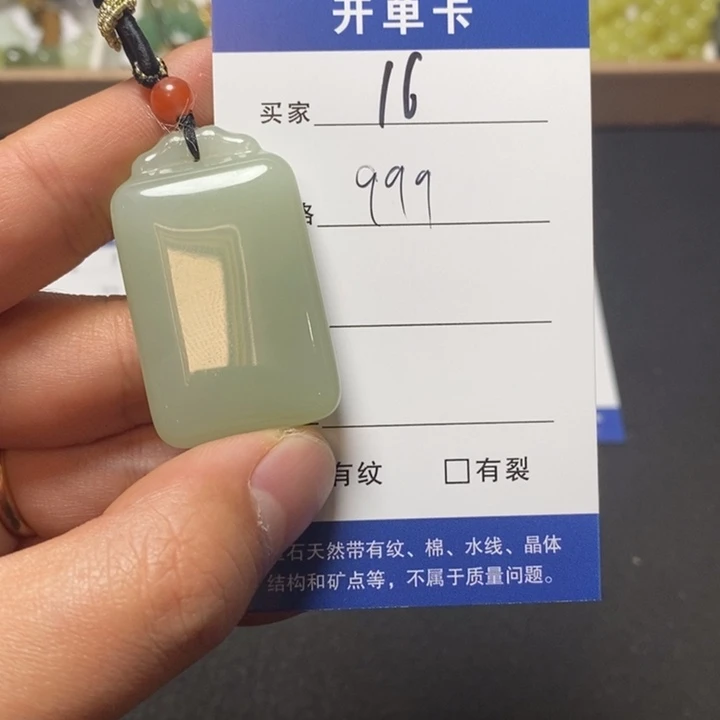 开单卡
买家 16
格 999
有纹 □有裂
石天然带有纹、棉、水线、晶体
结构和矿点等，不属于质量问题。